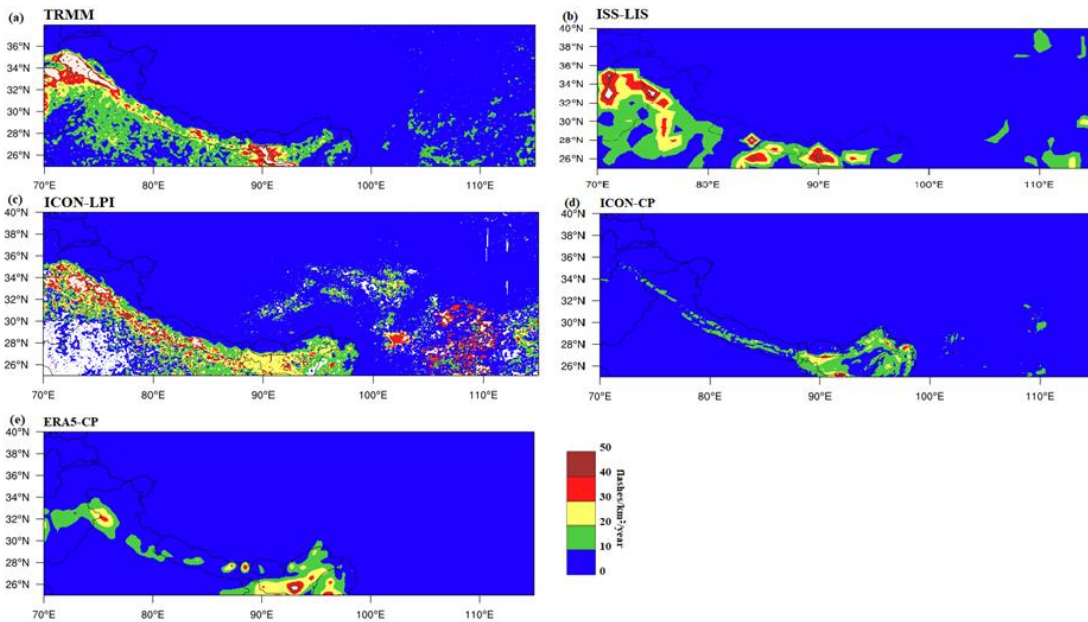 (a) TRMM
36°N
34°N
32°N
30°N
28°N
26°N
70°E 80°E 90°E 100°E 110°E
(b) ISS-LIS
40°N
38°N
36°N
34°N
32°N
30°N
28°N
26°N
70°E 80°E 90°E 100°E 110°E
(c) ICON-LPI
40°N
38°N
36°N
34°N
32°N
30°N
28°N
26°N
70°E 80°E 90°E 100°E 110°E
(d) ICON-CP
40°N
38°N
36°N
34°N
32°N
30°N
28°N
26°N
70°E 80°E 90°E 100°E 110°E
(e) ERA5-CP
40°N
38°N
36°N
34°N
32°N
30°N
28°N
26°N
70°E 80°E 90°E 100°E 110°E
50
40
30
20
10
0
flashes/km²/year